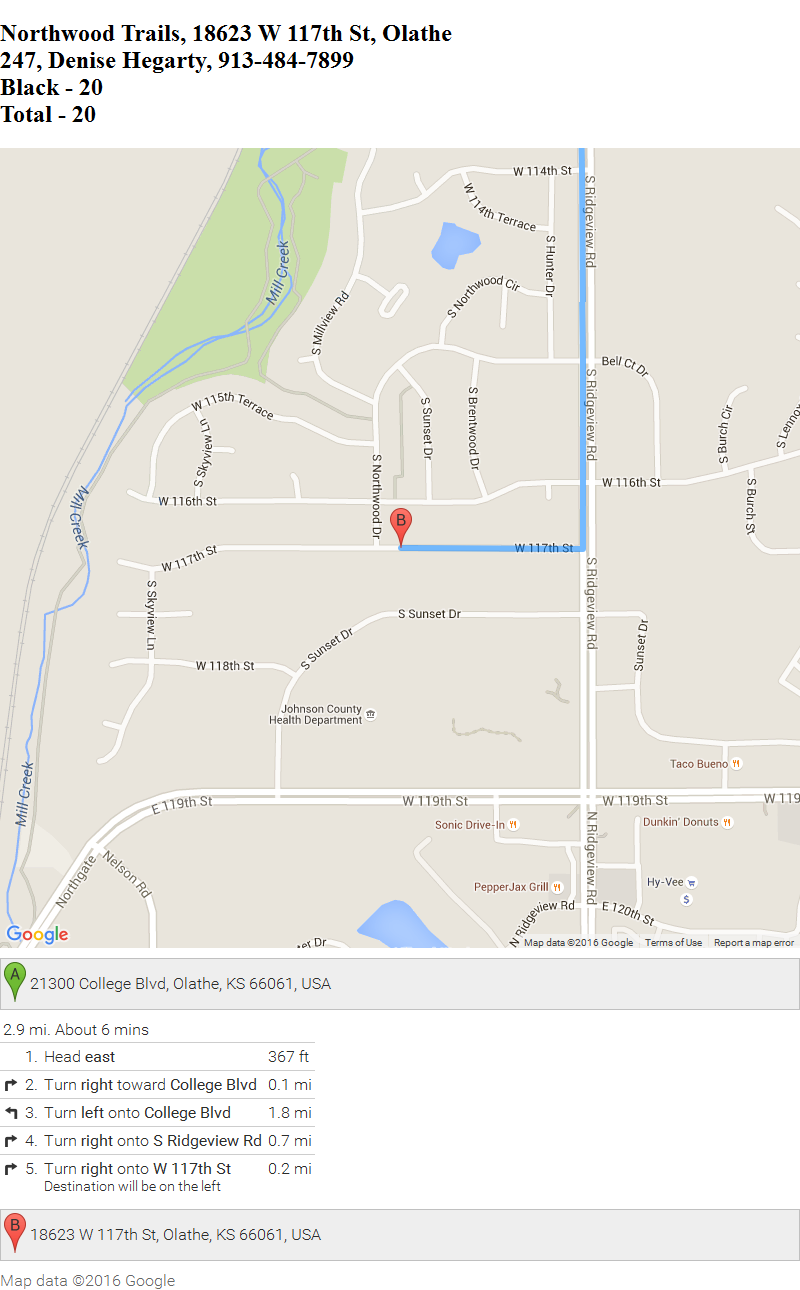 Northwood Trails, 18623 W 117th St, Olathe
247, Denise Hegarty, 913-484-7899
Black - 20
Total - 20
W 114th St
S Ridgeview Rd
W 114th Terrace
S Hunter Dr
Mill Creek
S Northwood Cir
S Millview Rd
Bell Ct Dr
S Ridgeview Rd
W 115th Terrace
S Sunset Dr
S Brentwood Dr
S Burch Cir
S Lennox
S Skyview Ln
S Northwood Dr
W 116th St
W 116th St
S Burch St
Mill Creek
B
W 117th St
W 117th St
S Ridgeview Rd
S Skyview Ln
S Sunset Dr
S Sunset Dr
Sunset Dr
W 118th St
Johnson County
Health Department
Taco Bueno
Mill Creek
E 119th St
W 119th St
W 119th St
W 119
Sonic Drive-In
Dunkin' Donuts
N Ridgeview Rd
Northgate
Nelson Rd
PepperJax Grill
Hy-Vee
N Ridgeview Rd
E 120th St
Google
er Dr
Map data ©2016 Google
Terms of Use
Report a map error
A 21300 College Blvd, Olathe, KS 66061, USA
2.9 mi. About 6 mins
1. Head east 367 ft
2. Turn right toward College Blvd 0.1 mi
3. Turn left onto College Blvd 1.8 mi
4. Turn right onto S Ridgeview Rd 0.7 mi
5. Turn right onto W 117th St 0.2 mi
Destination will be on the left
B 18623 W 117th St, Olathe, KS 66061, USA
Map data ©2016 Google